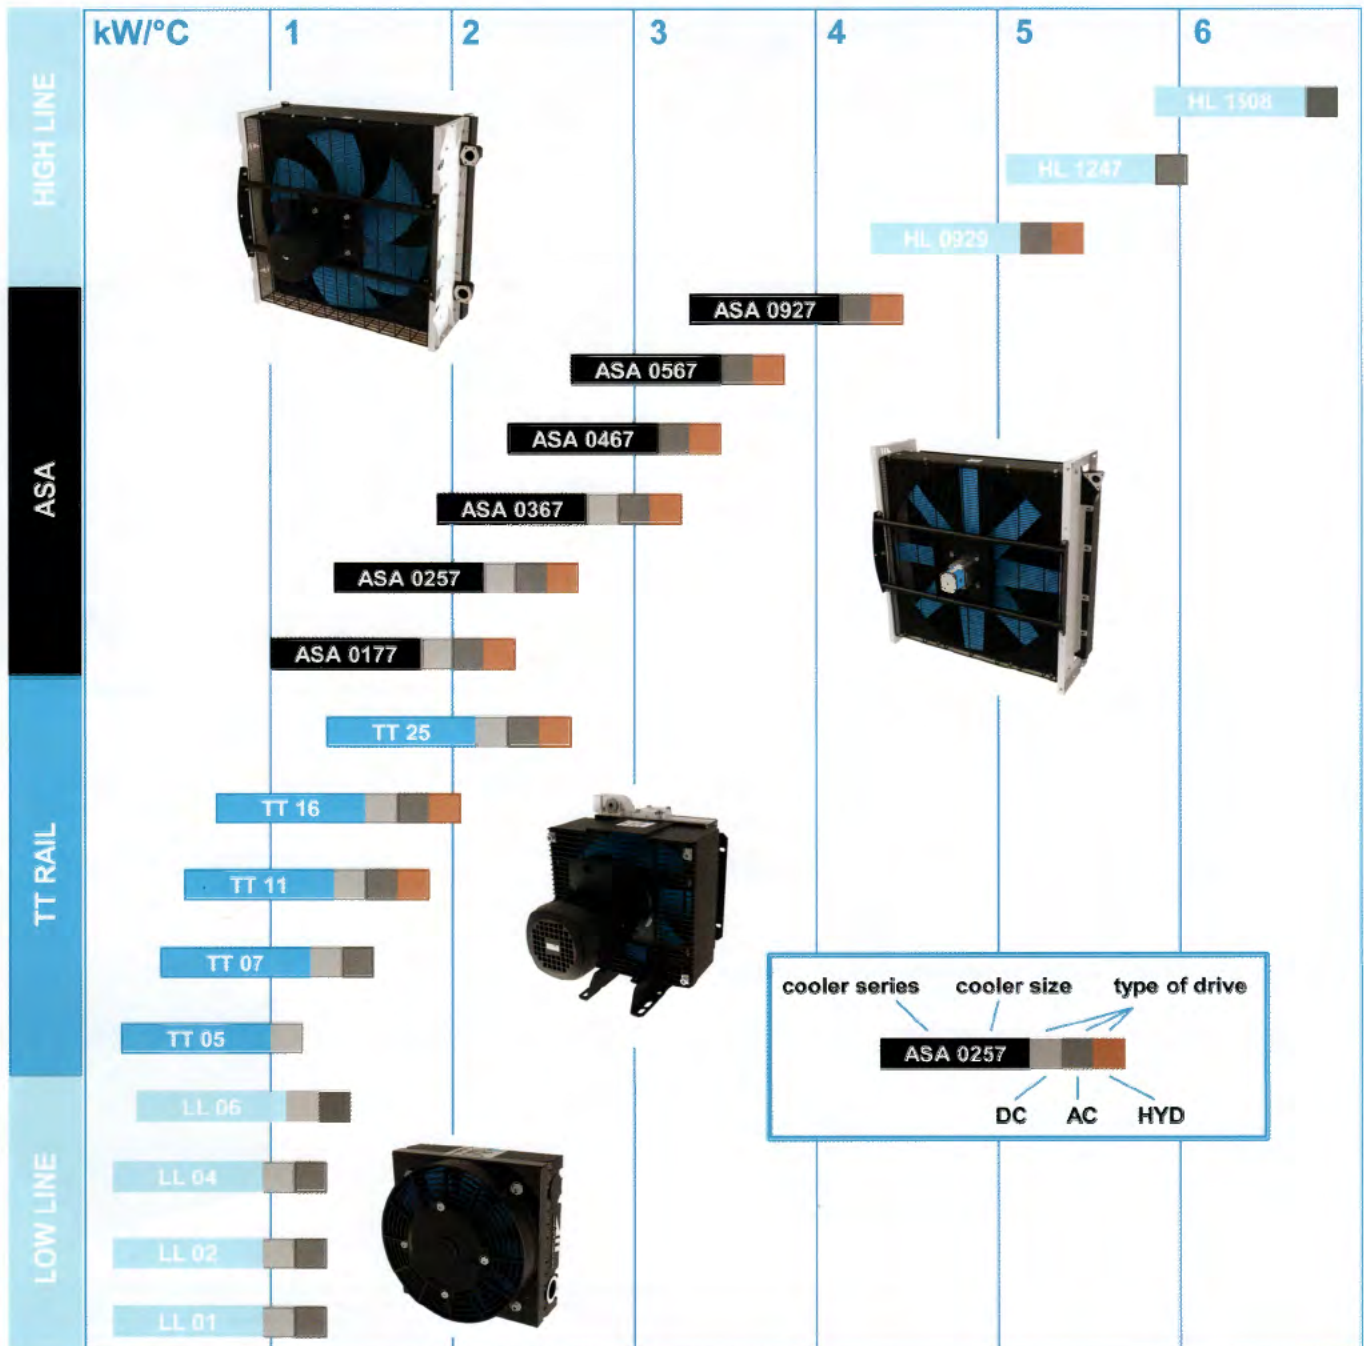 kW/°C 1 2 3 4 5 6
HIGH LINE
HL 1508
HL 1247
HL 0929
ASA
ASA 0927
ASA 0567
ASA 0467
ASA 0367
ASA 0257
ASA 0177
TT RAIL
TT 25
TT 16
TT 11
TT 07
TT 05
cooler series cooler size type of drive
ASA 0257
DC AC HYD
LOW LINE
LL 06
LL 04
LL 02
LL 01